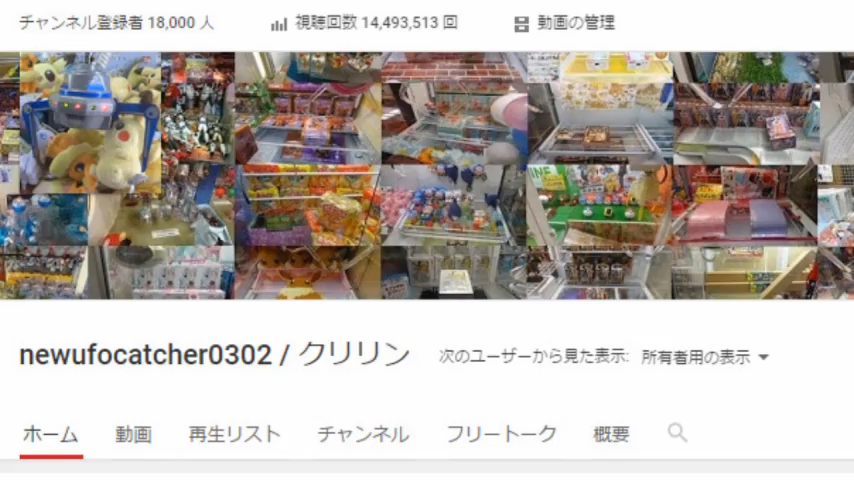 チャンネル登録者 18,000 人 視聴回数 14,493,513 回 動画の管理
newufocatcher0302 / クリリン 次のユーザーから見た表示: 所有者用の表示
ホーム 動画 再生リスト チャンネル フリートーク 概要